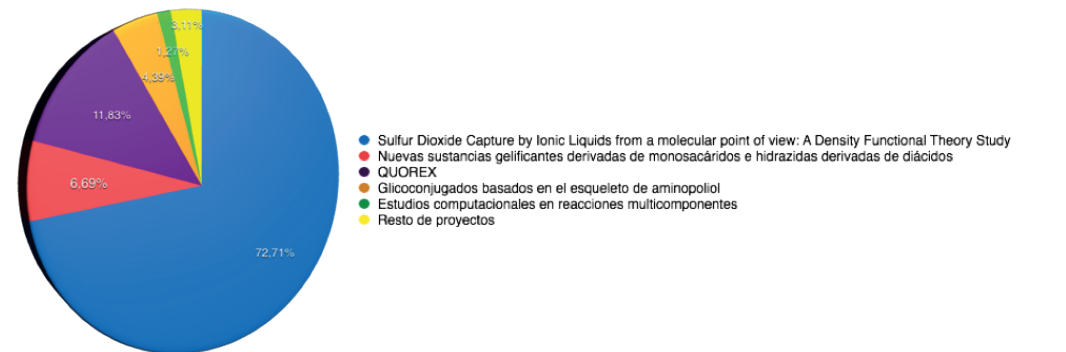 3,11%
1,27%
4,39%
11,83%
6,69%
72,71%
Sulfur Dioxide Capture by Ionic Liquids from a molecular point of view: A Density Functional Theory Study
Nuevas sustancias gelificantes derivadas de monosacáridos e hidrazidas derivadas de diácidos
QUOREX
Glicoconjugados basados en el esqueleto de aminopoliol
Estudios computacionales en reacciones multicomponentes
Resto de proyectos